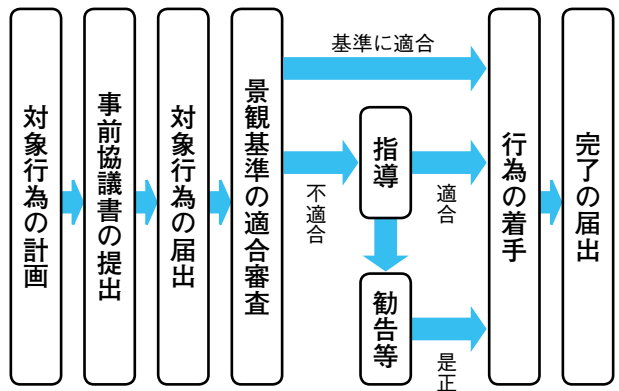 対象行為の計画
事前協議書の提出
対象行為の届出
景観基準の適合審査
基準に適合
不適合
指導
適合
勧告等
是正
行為の着手
完了の届出